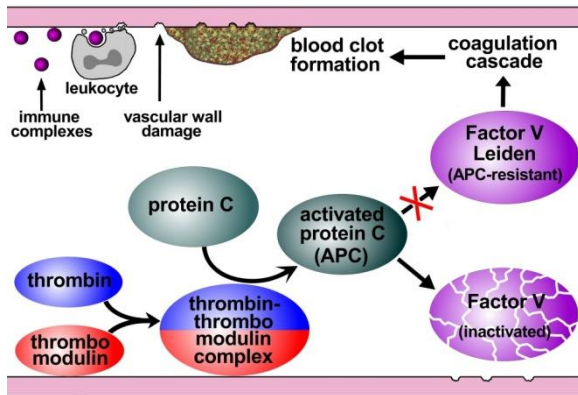 blood clot
formation
coagulation
cascade
leukocyte
immune
complexes
vascular wall
damage
Factor V
Leiden
(APC-resistant)
protein C
activated
protein C
(APC)
thrombin
thrombo
modulin
thrombin-
thrombo
modulin
complex
Factor V
(inactivated)